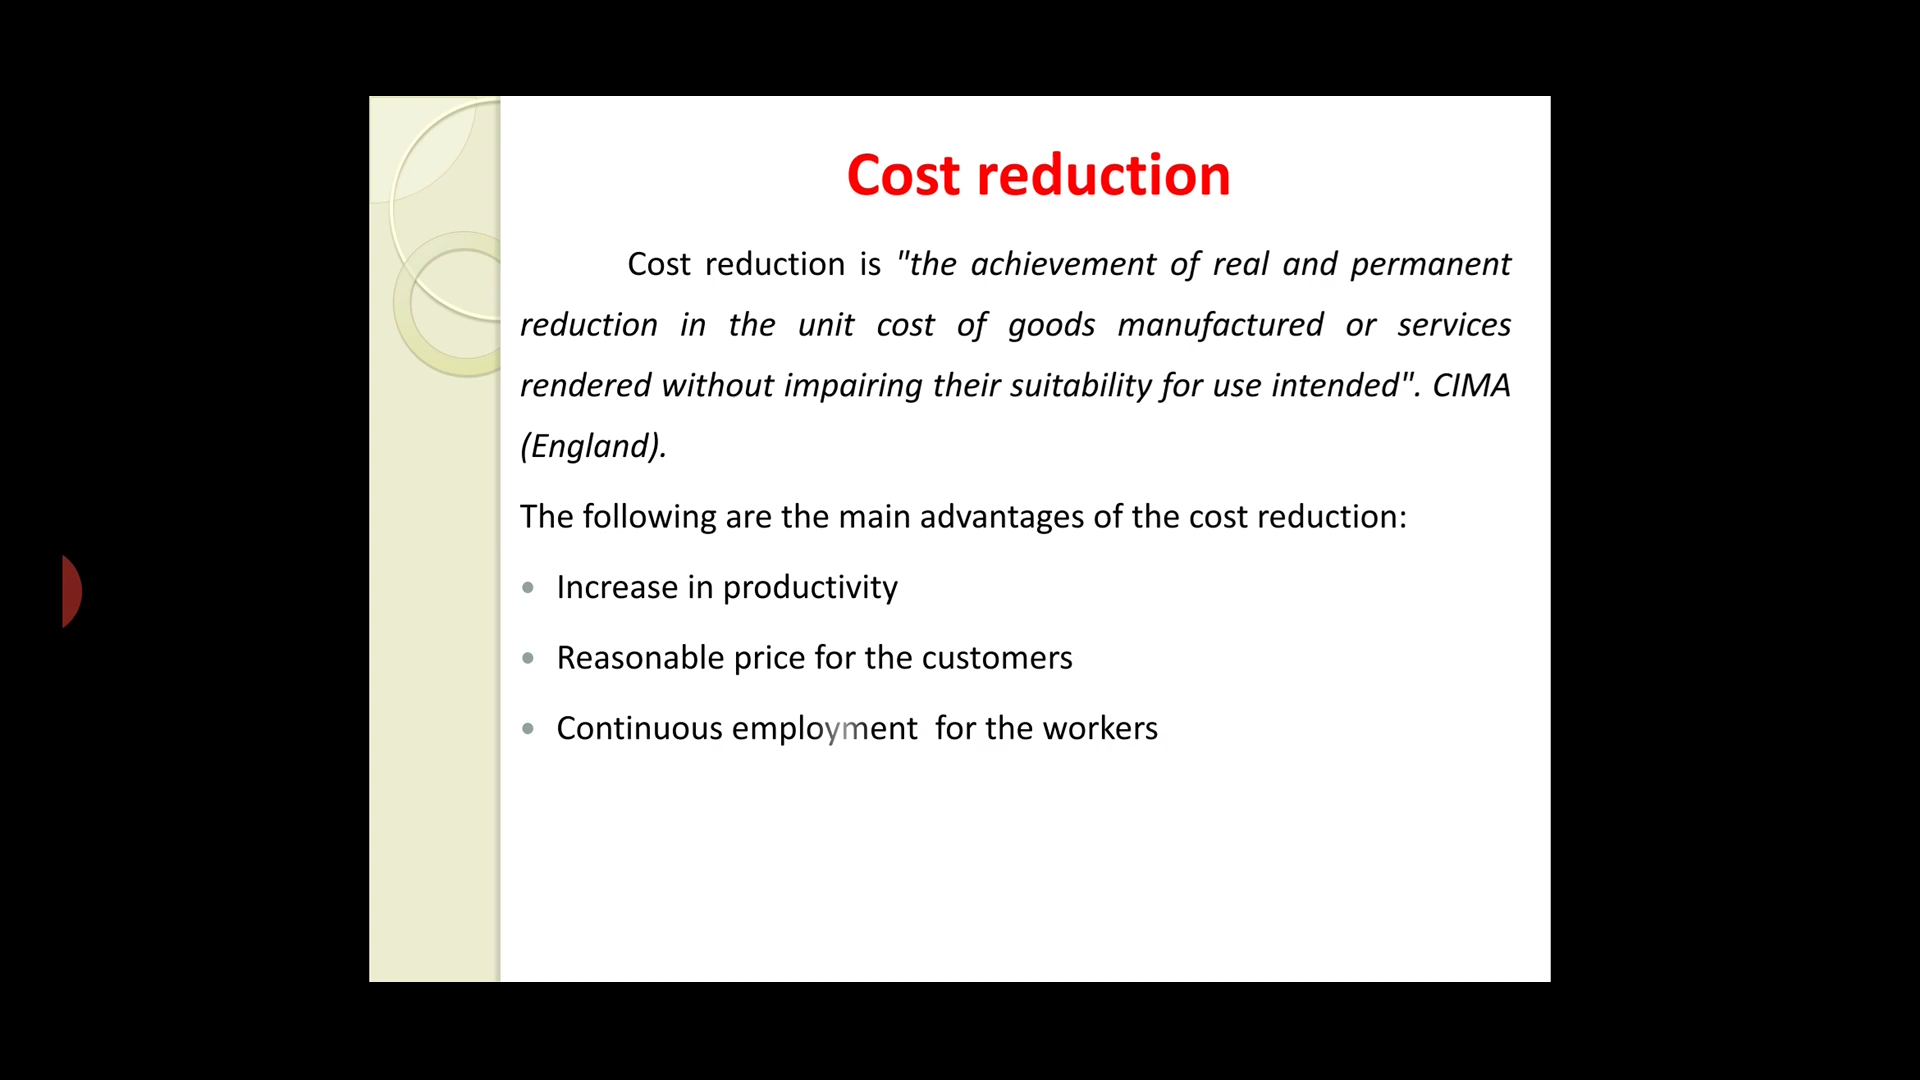 Cost reduction
Cost reduction is "the achievement of real and permanent
reduction in the unit cost of goods manufactured or services
rendered without impairing their suitability for use intended". CIMA
(England).
The following are the main advantages of the cost reduction:
• Increase in productivity
• Reasonable price for the customers
• Continuous employment  for the workers